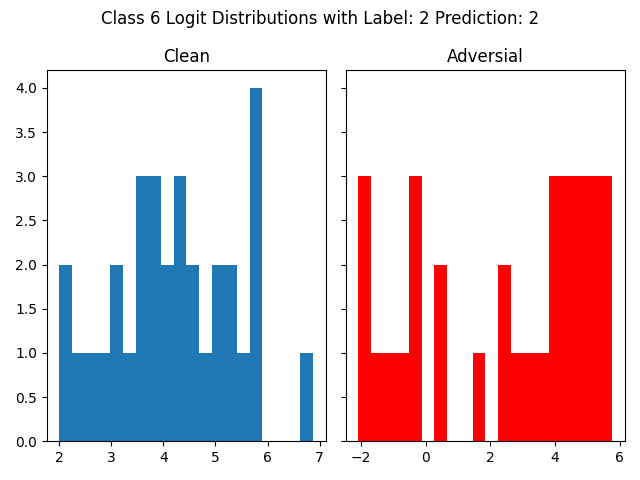 Class 6 Logit Distributions with Label: 2 Prediction: 2
Clean
Adversial
4.0
3.5
3.0
2.5
2.0
1.5
1.0
0.5
0.0
2 3 4 5 6 7
−2 0 2 4 6